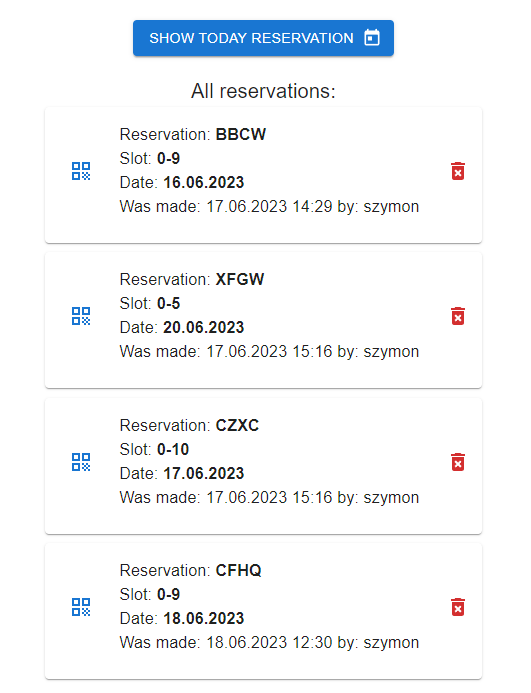 SHOW TODAY RESERVATION
All reservations:
Reservation: BBCW
Slot: 0-9
Date: 16.06.2023
Was made: 17.06.2023 14:29 by: szymon
Reservation: XFGW
Slot: 0-5
Date: 20.06.2023
Was made: 17.06.2023 15:16 by: szymon
Reservation: CZXC
Slot: 0-10
Date: 17.06.2023
Was made: 17.06.2023 15:16 by: szymon
Reservation: CFHQ
Slot: 0-9
Date: 18.06.2023
Was made: 18.06.2023 12:30 by: szymon